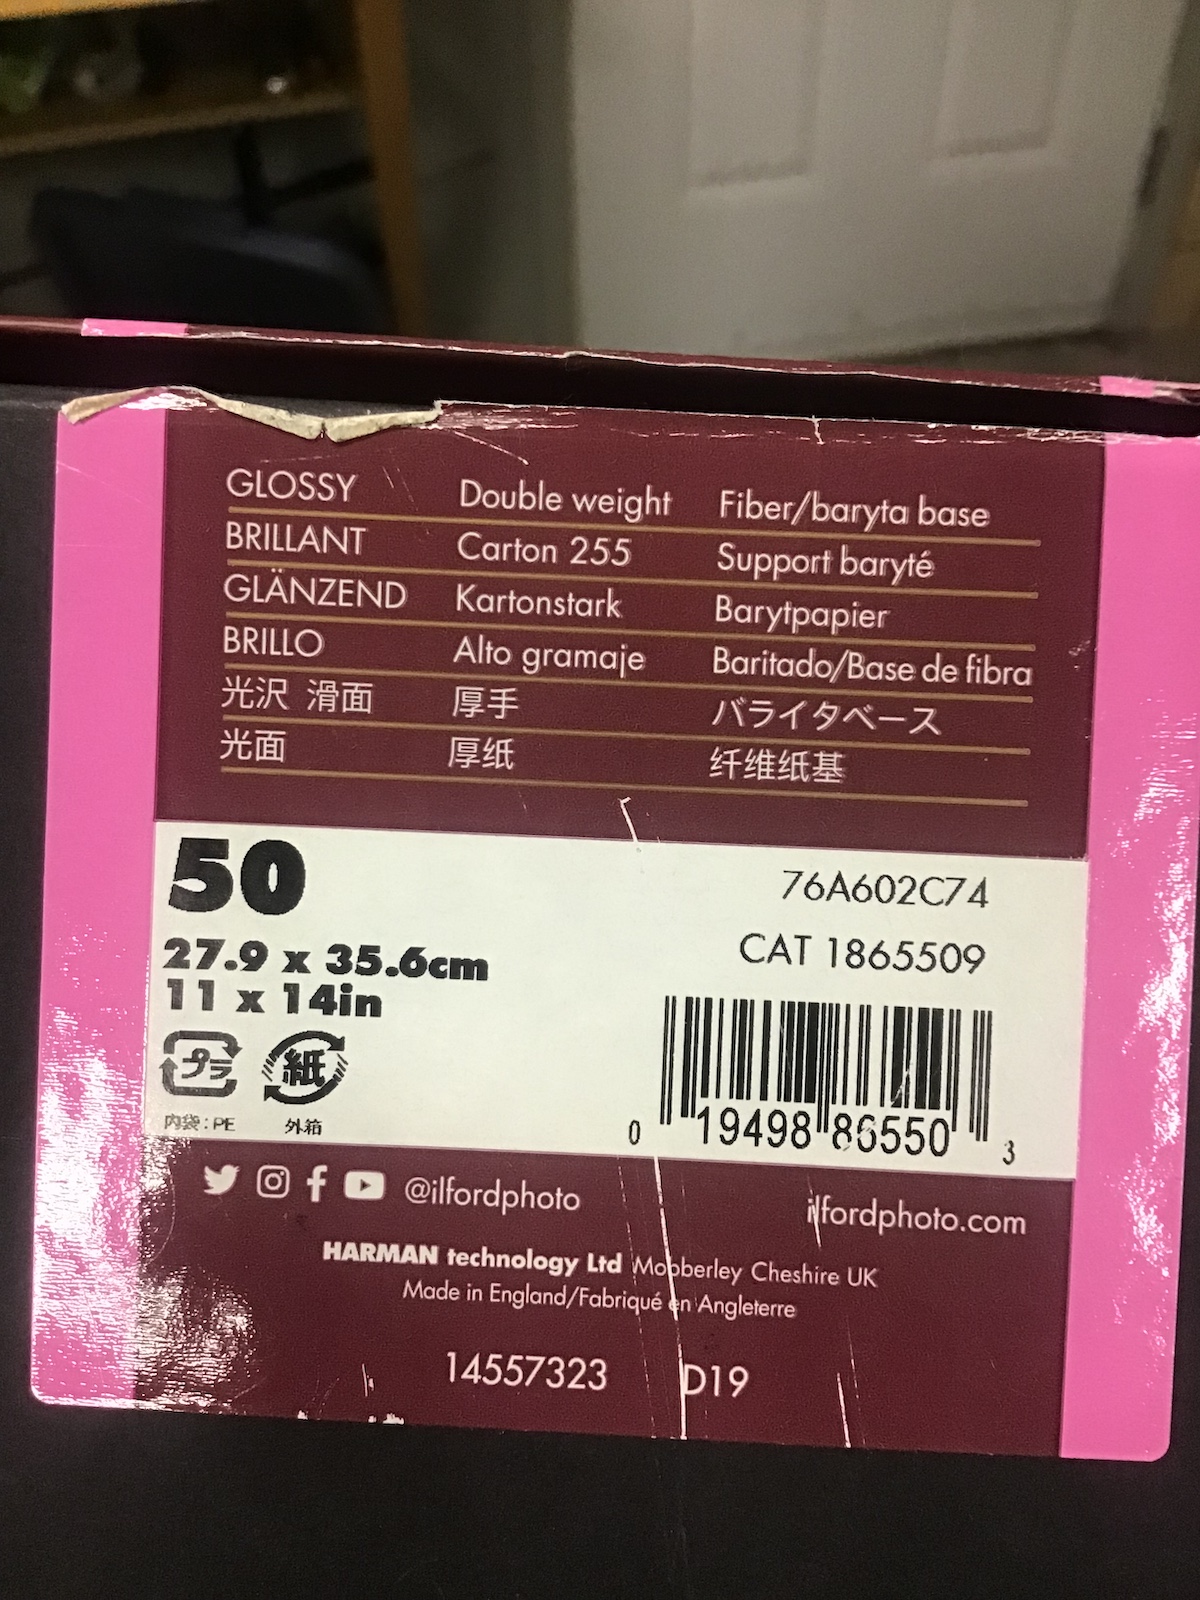 GLOSSY Double weight Fiber/baryta base
BRILLANT Carton 255 Support baryté
GLÄNZEND Kartonstark Barytpapier
BRILLO Alto gramaje Baritado/Base de fibra
光沢 滑面 厚手 バライタベース
光面 厚纸 纤维纸基
50
76A602C74
27.9 x 35.6cm
CAT 1865509
11 x 14in
プラ 紙
内袋:PE 外箱
0 19498 86550 3
@ilfordphoto ilfordphoto.com
HARMAN technology Ltd Mobberley Cheshire UK
Made in England/Fabriqué en Angleterre
14557323 D19